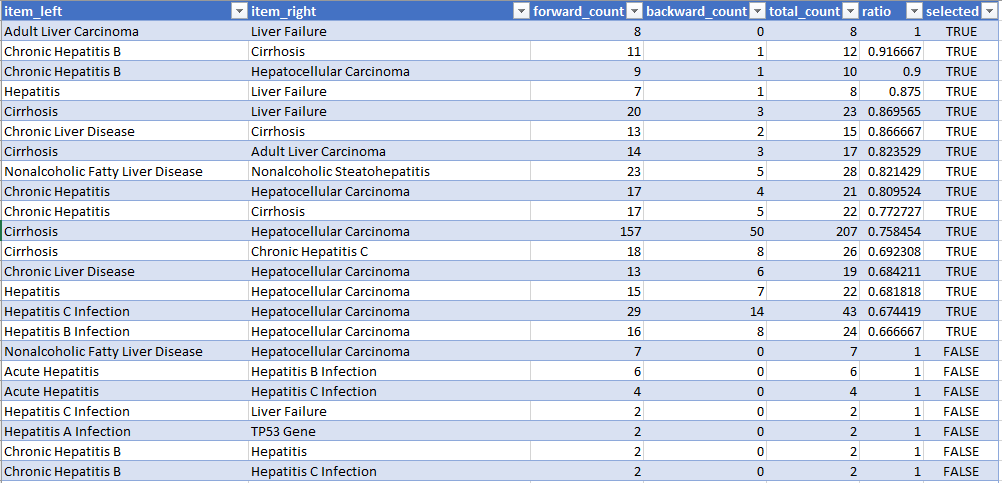 item_left item_right forward_count backward_count total_count ratio selected
Adult Liver Carcinoma Liver Failure 8 0 8 1 TRUE
Chronic Hepatitis B Cirrhosis 11 1 12 0.916667 TRUE
Chronic Hepatitis B Hepatocellular Carcinoma 9 1 10 0.9 TRUE
Hepatitis Liver Failure 7 1 8 0.875 TRUE
Cirrhosis Liver Failure 20 3 23 0.869565 TRUE
Chronic Liver Disease Cirrhosis 13 2 15 0.866667 TRUE
Cirrhosis Adult Liver Carcinoma 14 3 17 0.823529 TRUE
Nonalcoholic Fatty Liver Disease Nonalcoholic Steatohepatitis 23 5 28 0.821429 TRUE
Chronic Hepatitis Hepatocellular Carcinoma 17 4 21 0.809524 TRUE
Chronic Hepatitis Cirrhosis 17 5 22 0.772727 TRUE
Cirrhosis Hepatocellular Carcinoma 157 50 207 0.758454 TRUE
Cirrhosis Chronic Hepatitis C 18 8 26 0.692308 TRUE
Chronic Liver Disease Hepatocellular Carcinoma 13 6 19 0.684211 TRUE
Hepatitis Hepatocellular Carcinoma 15 7 22 0.681818 TRUE
Hepatitis C Infection Hepatocellular Carcinoma 29 14 43 0.674419 TRUE
Hepatitis B Infection Hepatocellular Carcinoma 16 8 24 0.666667 TRUE
Nonalcoholic Fatty Liver Disease Hepatocellular Carcinoma 7 0 7 1 FALSE
Acute Hepatitis Hepatitis B Infection 6 0 6 1 FALSE
Acute Hepatitis Hepatitis C Infection 4 0 4 1 FALSE
Hepatitis C Infection Liver Failure 2 0 2 1 FALSE
Hepatitis A Infection TP53 Gene 2 0 2 1 FALSE
Chronic Hepatitis B Hepatitis 2 0 2 1 FALSE
Chronic Hepatitis B Hepatitis C Infection 2 0 2 1 FALSE